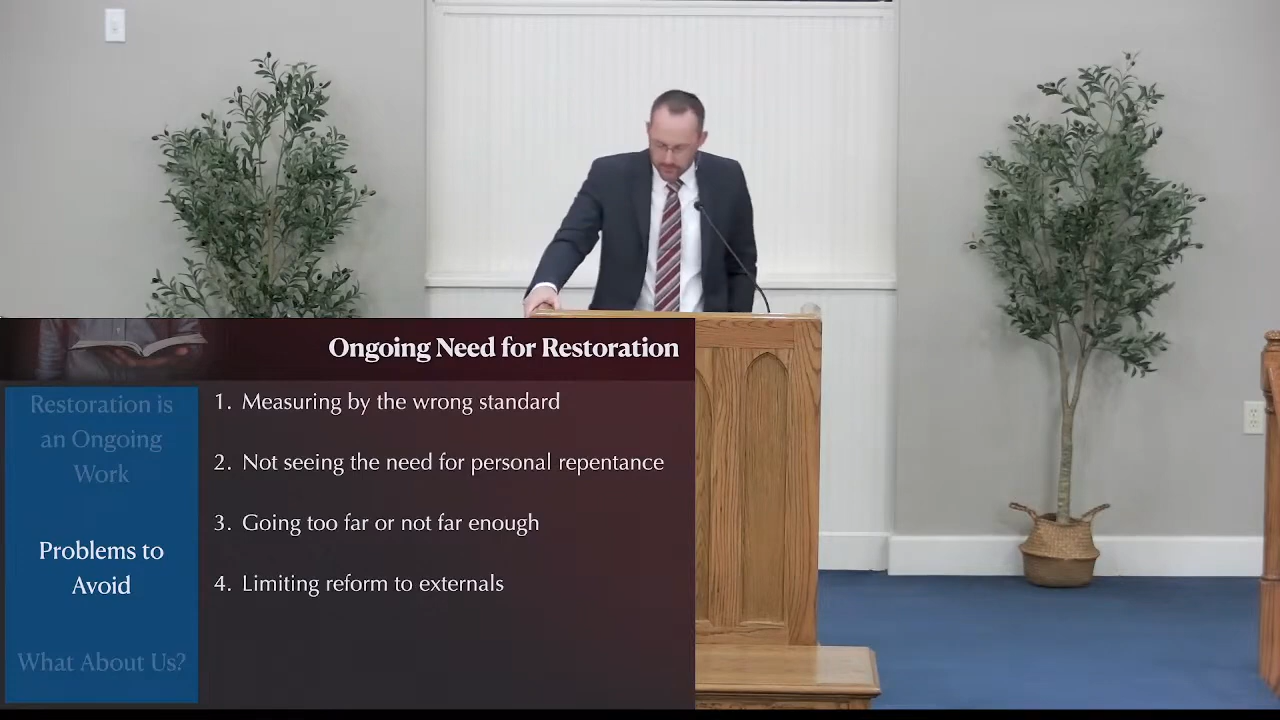 Ongoing Need for Restoration
Restoration is
an Ongoing
Work
Problems to
Avoid
What About Us?
1. Measuring by the wrong standard
2. Not seeing the need for personal repentance
3. Going too far or not far enough
4. Limiting reform to externals